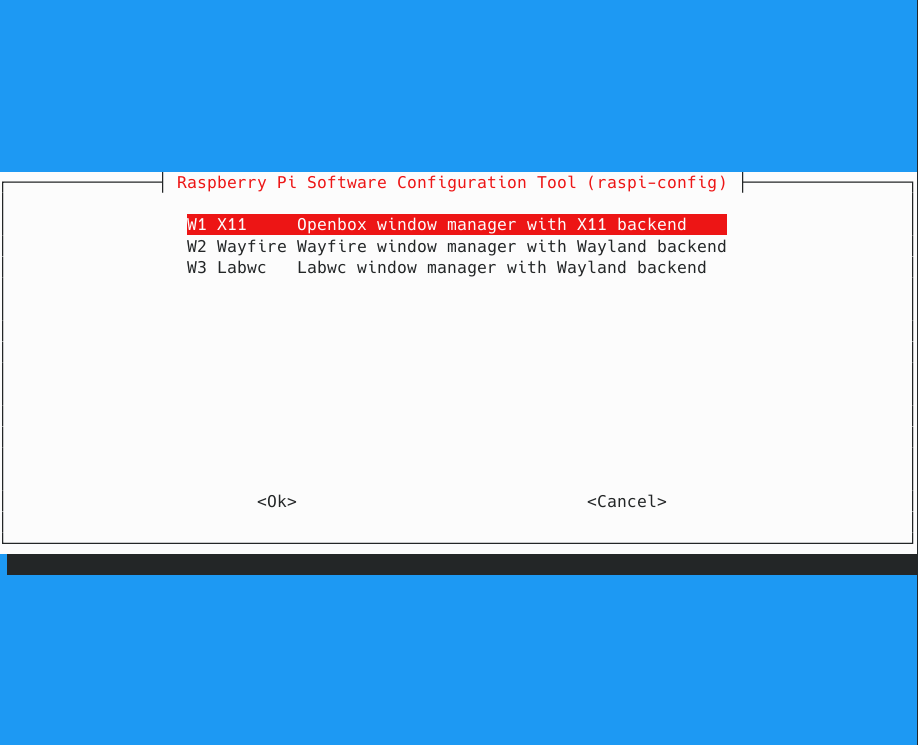 Raspberry Pi Software Configuration Tool (raspi-config)
W1 X11     Openbox window manager with X11 backend
W2 Wayfire Wayfire window manager with Wayland backend
W3 Labwc   Labwc window manager with Wayland backend
<Ok> <Cancel>